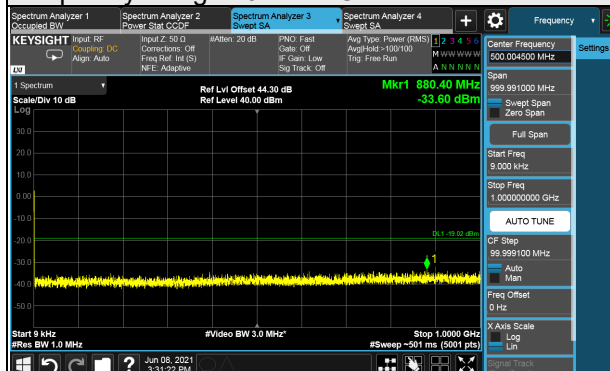 Spectrum Analyzer 1
Occupied BW
Spectrum Analyzer 2
Power Stat CCDF
Spectrum Analyzer 3
Swept SA
Spectrum Analyzer 4
Swept SA
Frequency
KEYSIGHT
Input: RF
Coupling: DC
Align: Auto
Input Z: 50 Ω
Corrections: Off
Freq Ref: Int (S)
NFE: Adaptive
#Atten: 20 dB
PNO: Fast
Gate: Off
IF Gain: Low
Sig Track: Off
Avg Type: Power (RMS)
Avg|Hold:>100/100
Trig: Free Run
1 2 3 4 5 6
M W W W W W
A N N N N N
LXI
1 Spectrum
Scale/Div 10 dB
Log
Ref Lvl Offset 44.30 dB
Ref Level 40.00 dBm
Mkr1 880.40 MHz
-33.60 dBm
30.0
20.0
10.0
0.00
-10.0
-20.0
-30.0
-40.0
-50.0
DL1 -19.02 dBm
1
Start 9 kHz
#Res BW 1.0 MHz
#Video BW 3.0 MHz*
Stop 1.0000 GHz
#Sweep ~501 ms (5001 pts)
Jun 08, 2021
3:31:22 PM
Center Frequency
500.004500 MHz
Settings
Span
999.991000 MHz
Swept Span
Zero Span
Full Span
Start Freq
9.000 kHz
Stop Freq
1.000000000 GHz
AUTO TUNE
CF Step
99.999100 MHz
Auto
Man
Freq Offset
0 Hz
X Axis Scale
Log
Lin
Signal Track